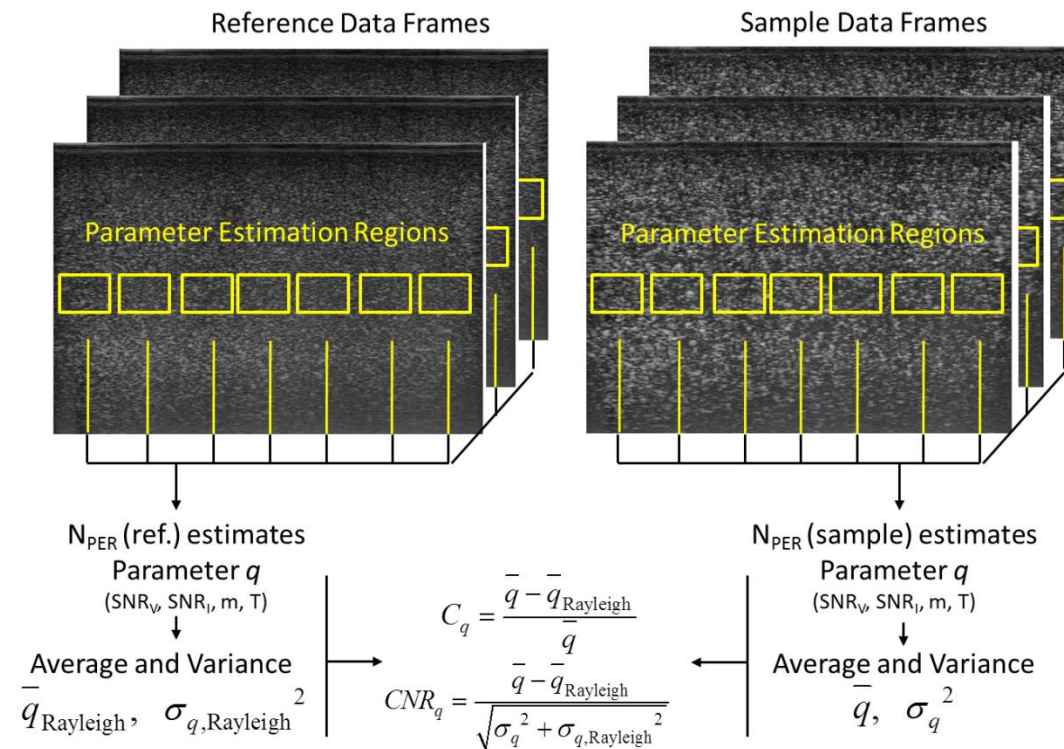 Reference Data Frames
Sample Data Frames
Parameter Estimation Regions
Parameter Estimation Regions
N_PER (ref.) estimates
Parameter q
(SNR_V, SNR_I, m, T)
Average and Variance
q̅_Rayleigh, σ_q,Rayleigh²
C_q = (q̅ − q̅_Rayleigh) / q̅
CNR_q = (q̅ − q̅_Rayleigh) / √(σ_q² + σ_q,Rayleigh²)
N_PER (sample) estimates
Parameter q
(SNR_V, SNR_I, m, T)
Average and Variance
q̅, σ_q²